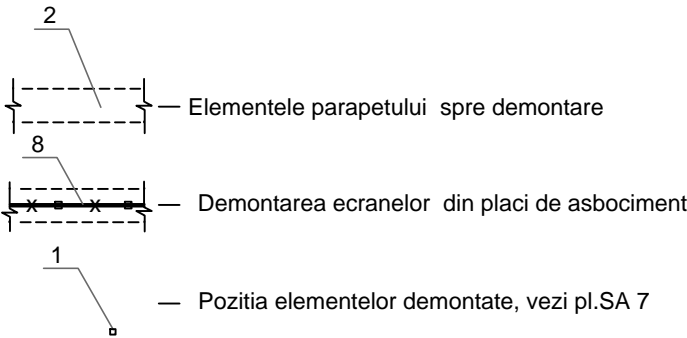 2
— Elementele parapetului spre demontare
8
x x
— Demontarea ecranelor din placi de asbociment
1
— Pozitia elementelor demontate, vezi pl.SA 7